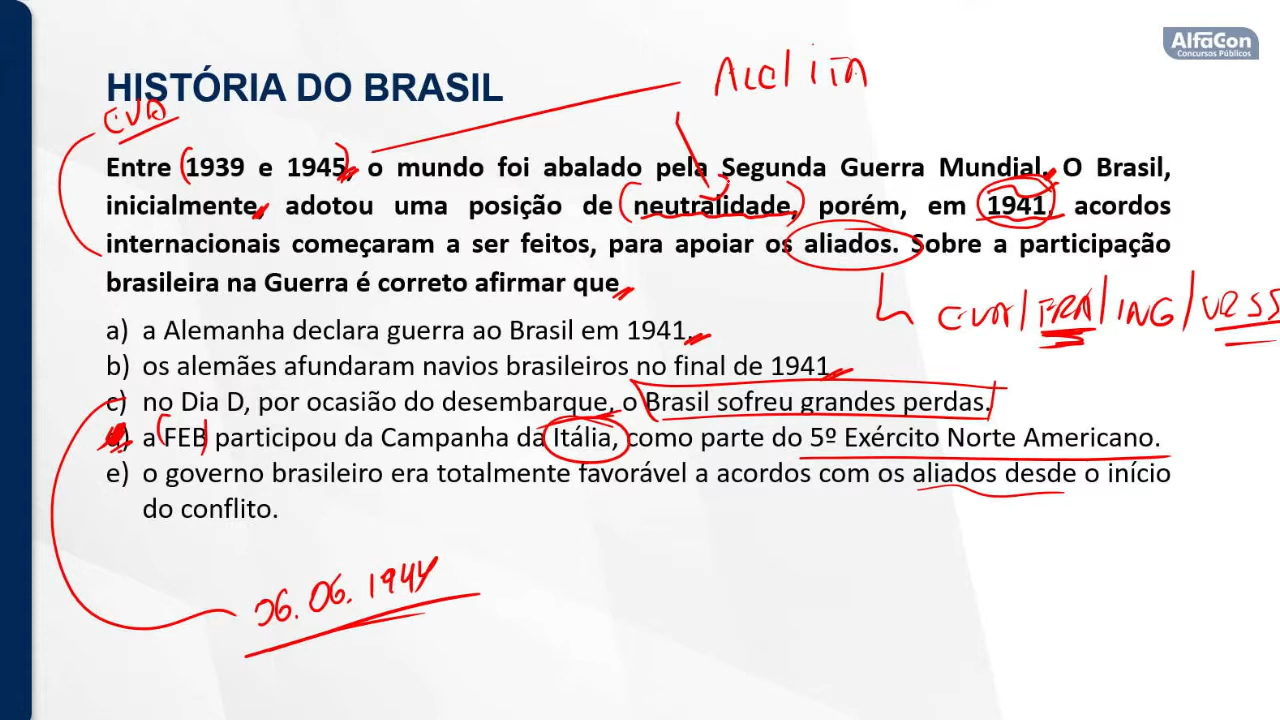 AlfaCon
Concursos Públicos
HISTÓRIA DO BRASIL
ALE/ITA
EUA
Entre 1939 e 1945, o mundo foi abalado pela Segunda Guerra Mundial. O Brasil,
inicialmente, adotou uma posição de neutralidade, porém, em 1941, acordos
internacionais começaram a ser feitos, para apoiar os aliados. Sobre a participação
brasileira na Guerra é correto afirmar que
EUA/FRA/ING/URSS
a) a Alemanha declara guerra ao Brasil em 1941.
b) os alemães afundaram navios brasileiros no final de 1941
c) no Dia D, por ocasião do desembarque, o Brasil sofreu grandes perdas.
a FEB participou da Campanha da Itália, como parte do 5º Exército Norte Americano.
e) o governo brasileiro era totalmente favorável a acordos com os aliados desde o início
do conflito.
06.06.1944